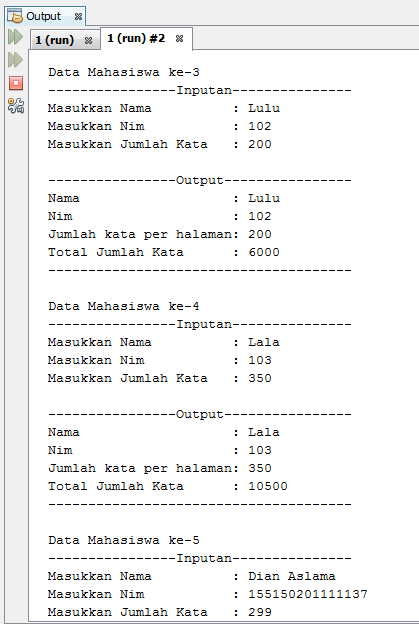 Output
1 (run)
1 (run) #2
Data Mahasiswa ke-3
----------------Inputan---------------
Masukkan Nama          : Lulu
Masukkan Nim           : 102
Masukkan Jumlah Kata   : 200
----------------Output----------------
Nama                   : Lulu
Nim                    : 102
Jumlah kata per halaman: 200
Total Jumlah Kata      : 6000
--------------------------------------
Data Mahasiswa ke-4
----------------Inputan---------------
Masukkan Nama          : Lala
Masukkan Nim           : 103
Masukkan Jumlah Kata   : 350
----------------Output----------------
Nama                   : Lala
Nim                    : 103
Jumlah kata per halaman: 350
Total Jumlah Kata      : 10500
--------------------------------------
Data Mahasiswa ke-5
----------------Inputan---------------
Masukkan Nama          : Dian Aslama
Masukkan Nim           : 155150201111137
Masukkan Jumlah Kata   : 299